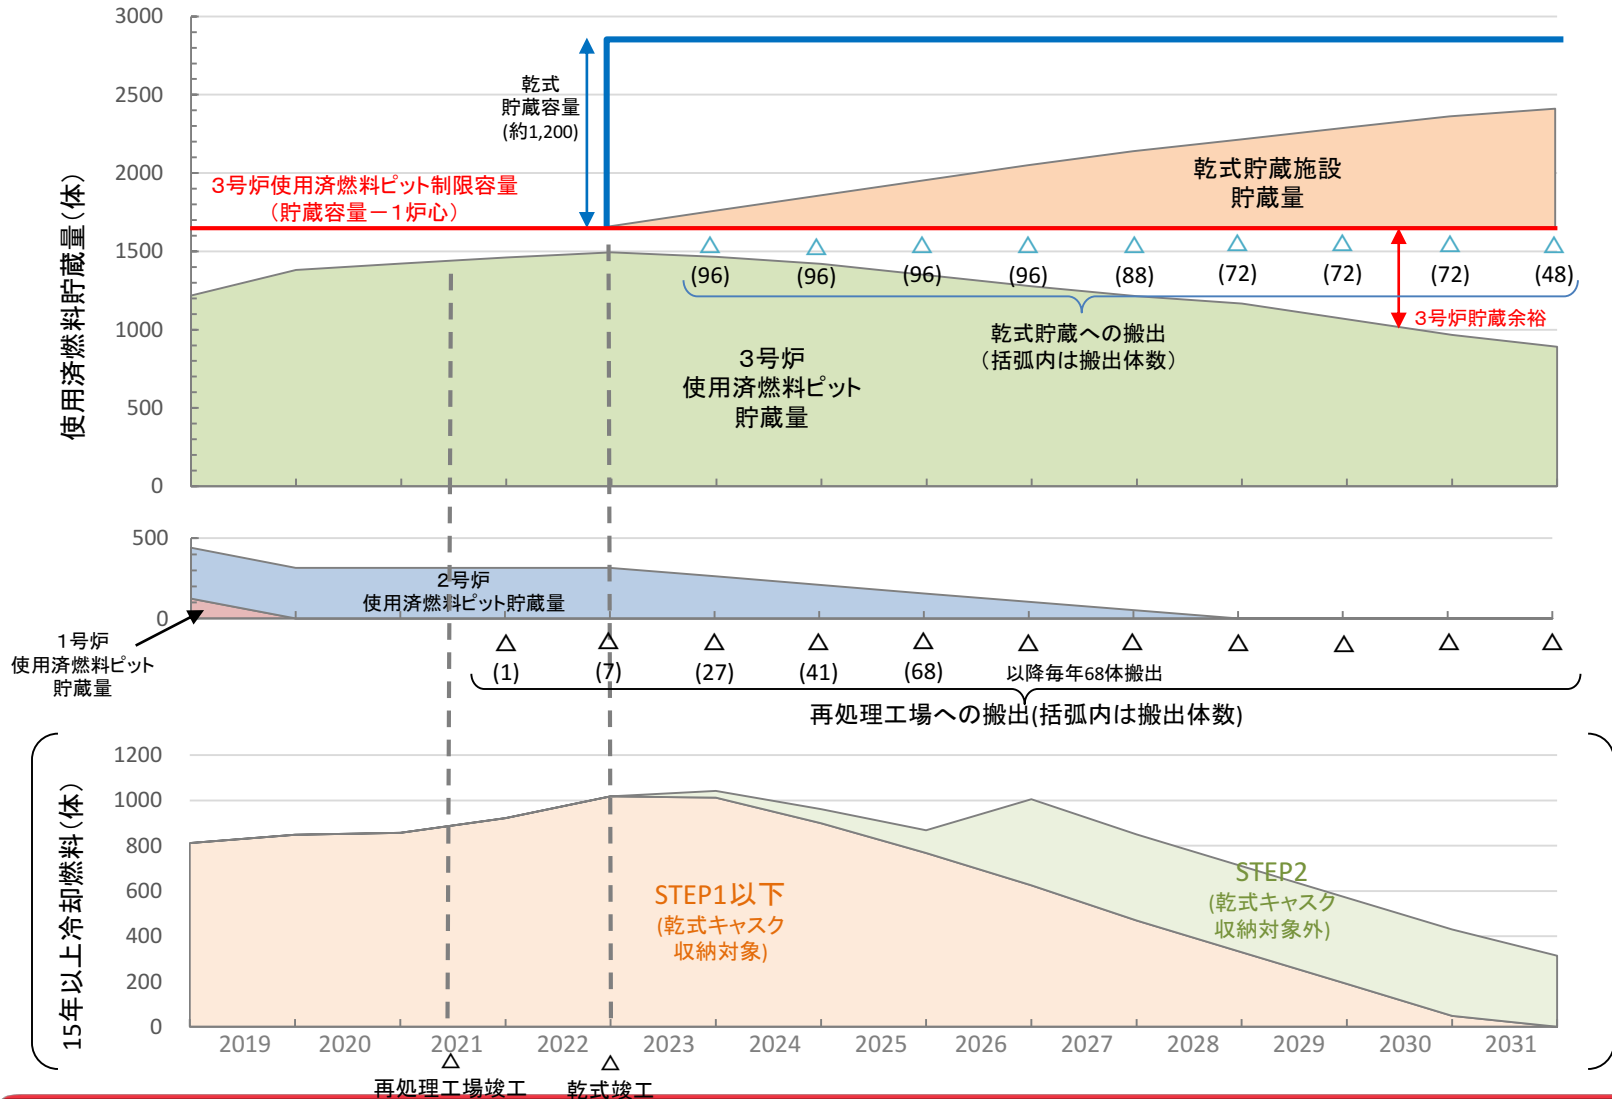 3000
2500
2000
1500
1000
500
0
使用済燃料貯蔵量(体)
乾式
貯蔵容量
(約1,200)
3号炉使用済燃料ピット制限容量
(貯蔵容量－1炉心)
乾式貯蔵施設
貯蔵量
△ △ △ △ △ △ △ △ △
(96) (96) (96) (96) (88) (72) (72) (72) (48)
3号炉貯蔵余裕
乾式貯蔵への搬出
(括弧内は搬出体数)
3号炉
使用済燃料ピット
貯蔵量
500
0
2号炉
使用済燃料ピット貯蔵量
1号炉
使用済燃料ピット
貯蔵量
△ △ △ △ △ △ △ △ △ △ △
(1) (7) (27) (41) (68) 以降毎年68体搬出
再処理工場への搬出(括弧内は搬出体数)
1200
1000
800
600
400
200
0
15年以上冷却燃料(体)
STEP1以下
(乾式キャスク
収納対象)
STEP2
(乾式キャスク
収納対象外)
2019 2020 2021 2022 2023 2024 2025 2026 2027 2028 2029 2030 2031
△ △
再処理工場竣工 乾式竣工